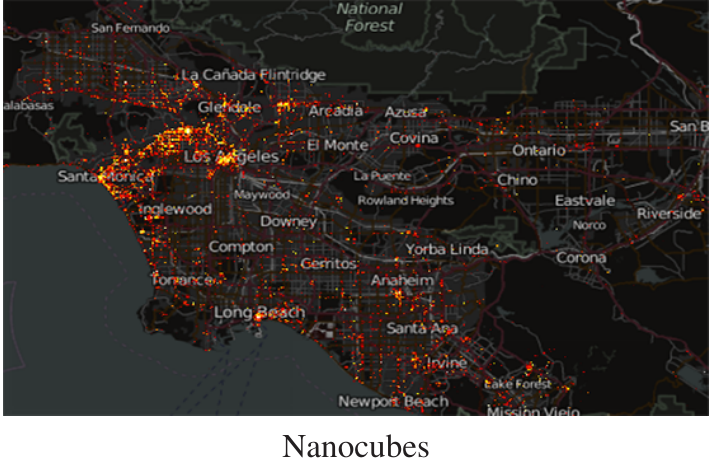 National
Forest
San Fernando
La Cañada Flintridge
alabasas
Glendale
Arcadia
Azusa
San B
Covina
El Monte
Los Angeles
Ontario
Santa Monica
La Puente
Chino
Maywood
Rowland Heights
Eastvale
Inglewood
Riverside
Downey
Norco
Compton
Yorba Linda
Cerritos
Corona
Torrance
Anaheim
Long Beach
Santa Ana
Irvine
Lake Forest
Newport Beach
Mission Viejo
Nanocubes